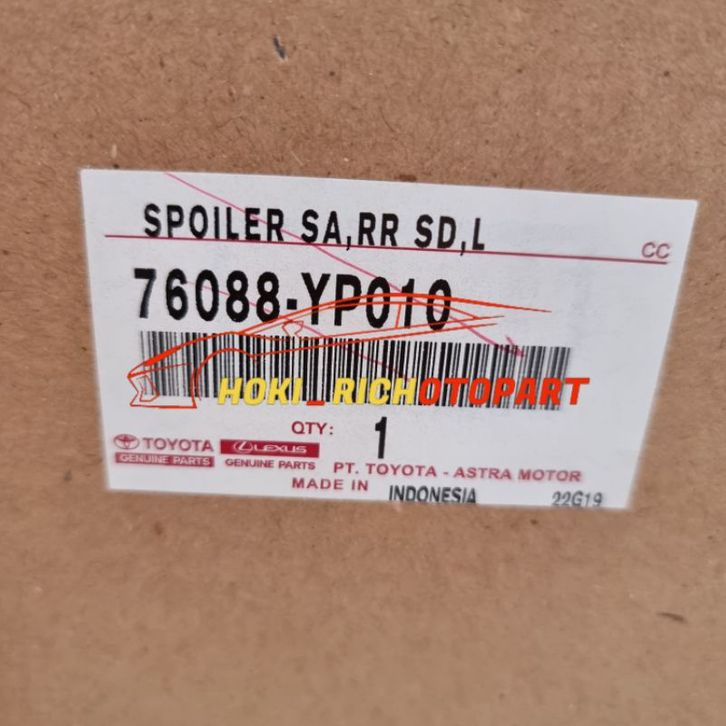 SPOILER SA,RR SD,L
CC
76088-YP010
HOKI_RICHOTOPART
QTY: 1
TOYOTA LEXUS
GENUINE PARTS GENUINE PARTS PT. TOYOTA - ASTRA MOTOR
MADE IN INDONESIA 22G19